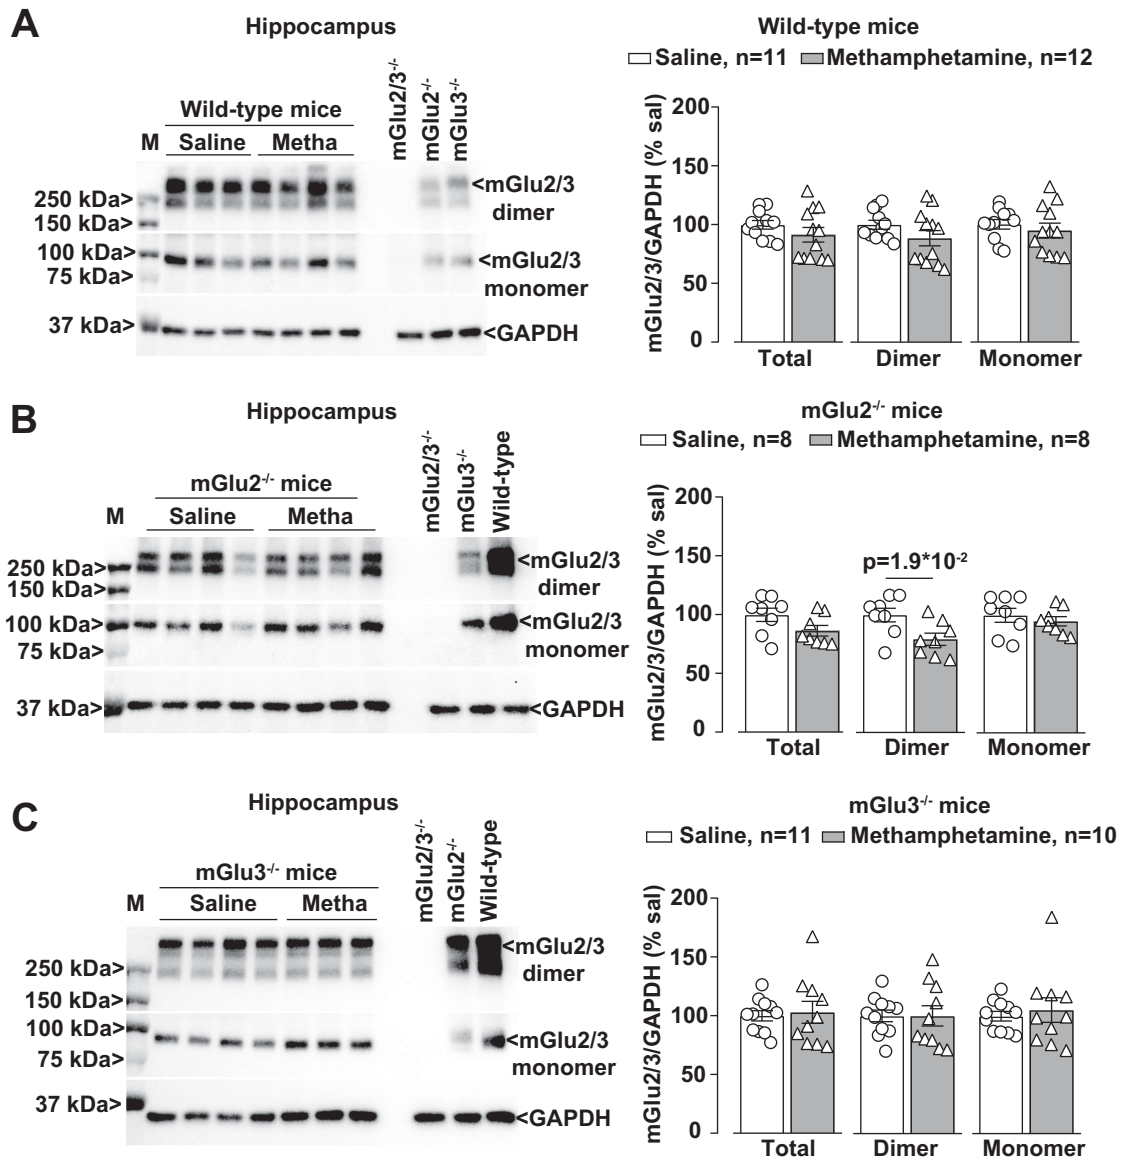 A
Hippocampus
Wild-type mice
Saline, n=11 Methamphetamine, n=12
mGlu2/3-/-
mGlu2-/-
mGlu3-/-
Wild-type mice
M Saline Metha
250 kDa>
150 kDa>
100 kDa>
75 kDa>
37 kDa>
<mGlu2/3
dimer
<mGlu2/3
monomer
<GAPDH
mGlu2/3/GAPDH (% sal)
200
150
100
50
0
Total Dimer Monomer
B
Hippocampus
mGlu2-/- mice
Saline, n=8 Methamphetamine, n=8
mGlu2/3-/-
mGlu3-/-
Wild-type
mGlu2-/- mice
M Saline Metha
250 kDa>
150 kDa>
100 kDa>
75 kDa>
37 kDa>
<mGlu2/3
dimer
<mGlu2/3
monomer
<GAPDH
mGlu2/3/GAPDH (% sal)
200
150
100
50
0
p=1.9*10-2
Total Dimer Monomer
C
Hippocampus
mGlu3-/- mice
Saline, n=11 Methamphetamine, n=10
mGlu2/3-/-
mGlu2-/-
Wild-type
mGlu3-/- mice
M Saline Metha
250 kDa>
150 kDa>
100 kDa>
75 kDa>
37 kDa>
<mGlu2/3
dimer
<mGlu2/3
monomer
<GAPDH
mGlu2/3/GAPDH (% sal)
200
150
100
50
0
Total Dimer Monomer